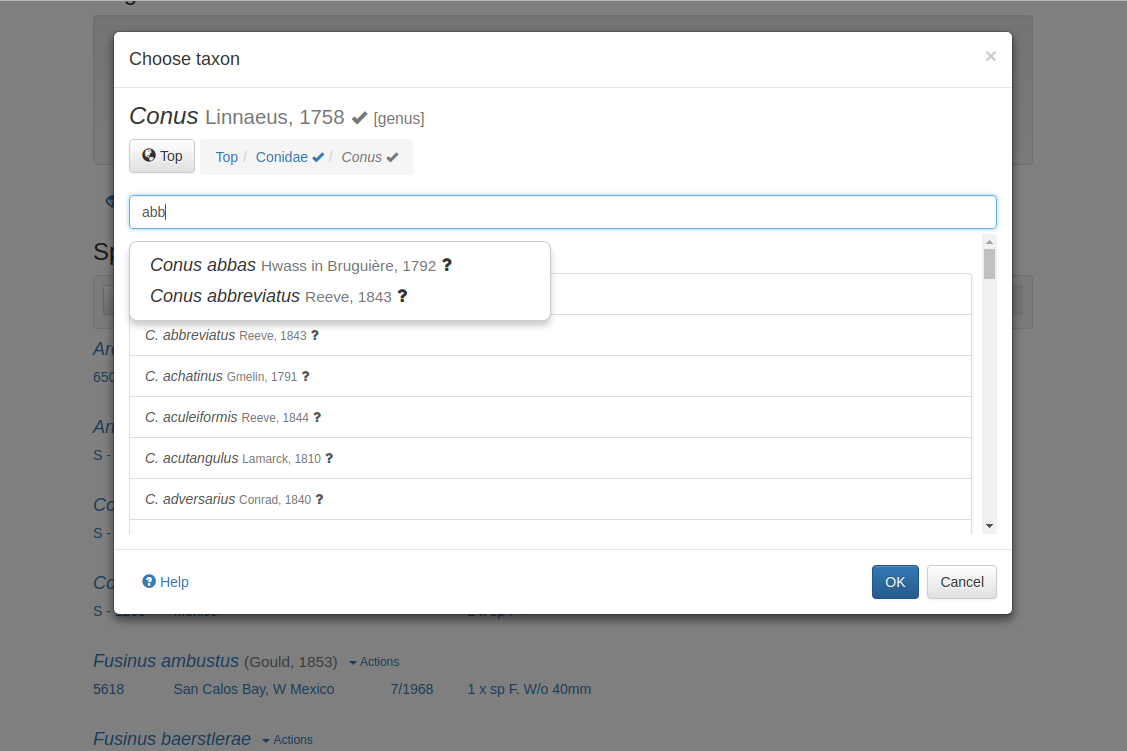 Choose taxon
×
Conus Linnaeus, 1758 ✔ [genus]
Top
Top / Conidae ✔ / Conus ✔
abb
Conus abbas Hwass in Bruguière, 1792 ?
Conus abbreviatus Reeve, 1843 ?
C. abbreviatus Reeve, 1843 ?
C. achatinus Gmelin, 1791 ?
C. aculeiformis Reeve, 1844 ?
C. acutangulus Lamarck, 1810 ?
C. adversarius Conrad, 1840 ?
Help
OK Cancel
S -
S -
S -
Fusinus ambustus (Gould, 1853) Actions
5618 San Calos Bay, W Mexico 7/1968 1 x sp F. W/o 40mm
Fusinus baerstlerae Actions